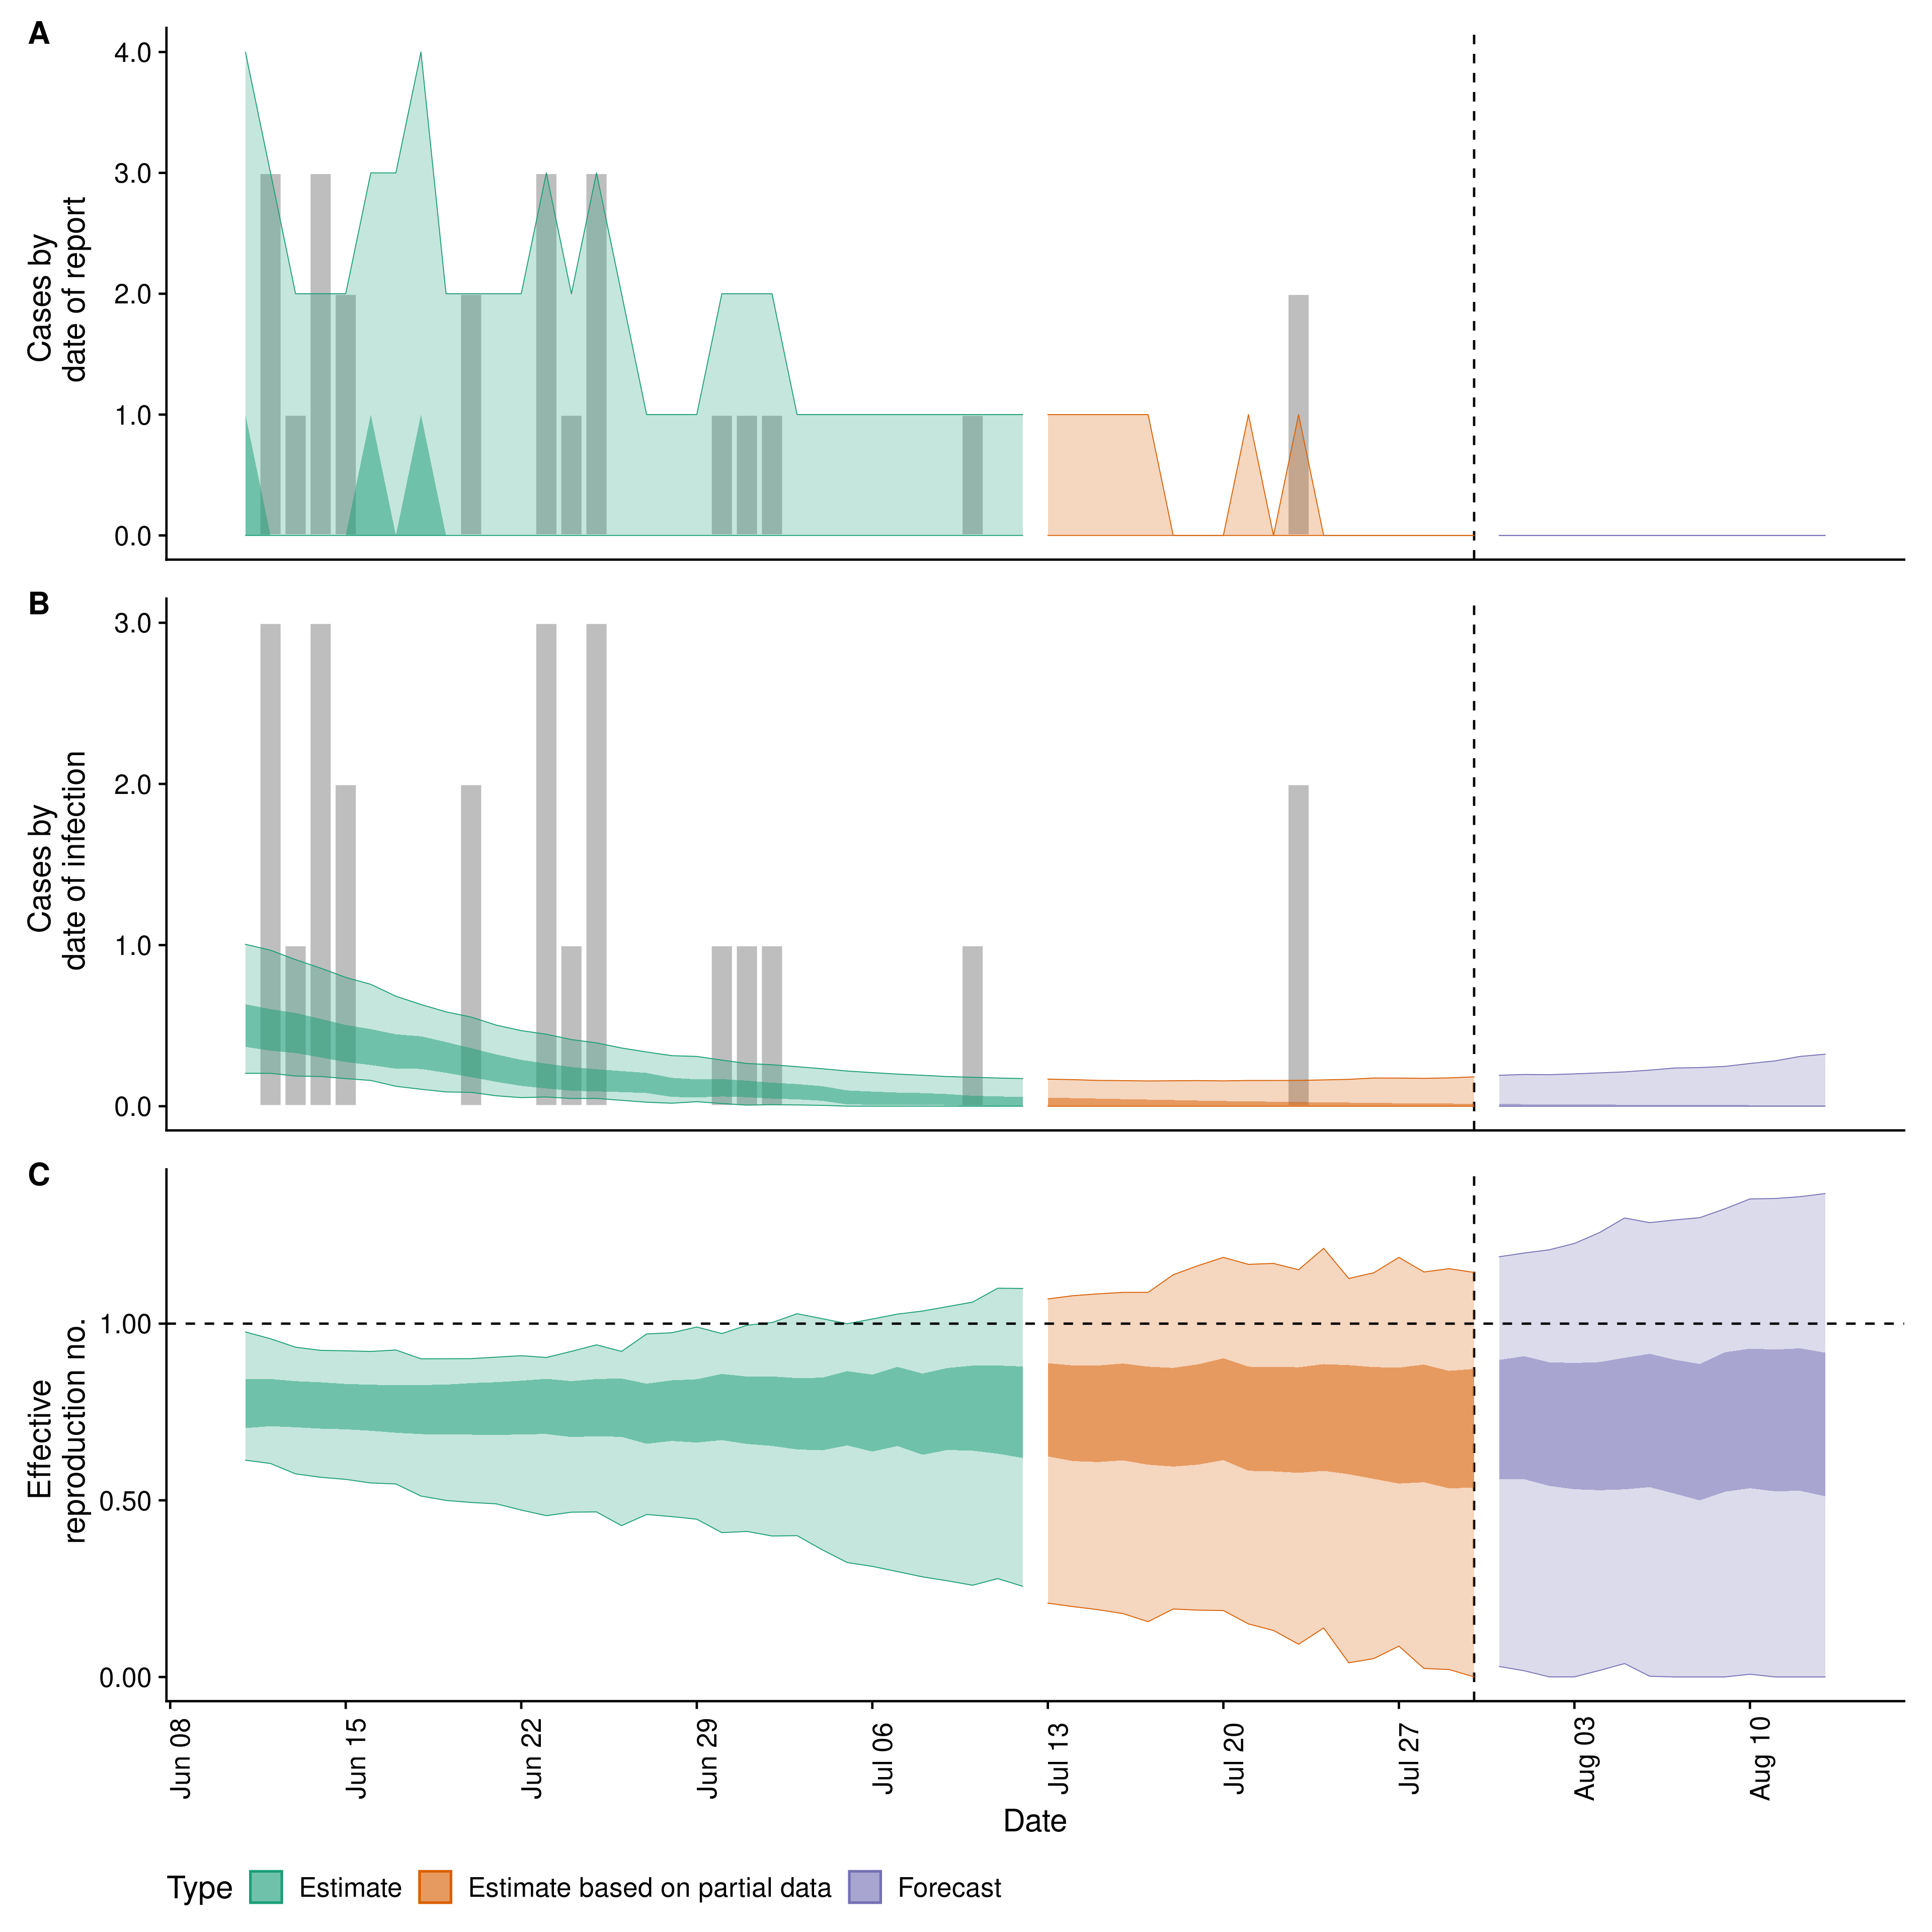 A
4.0
3.0
2.0
1.0
0.0
Cases by
date of report
B
3.0
2.0
1.0
0.0
Cases by
date of infection
C
1.00
0.50
0.00
Effective
reproduction no.
Jun 08
Jun 15
Jun 22
Jun 29
Jul 06
Jul 13
Jul 20
Jul 27
Aug 03
Aug 10
Date
Type Estimate Estimate based on partial data Forecast